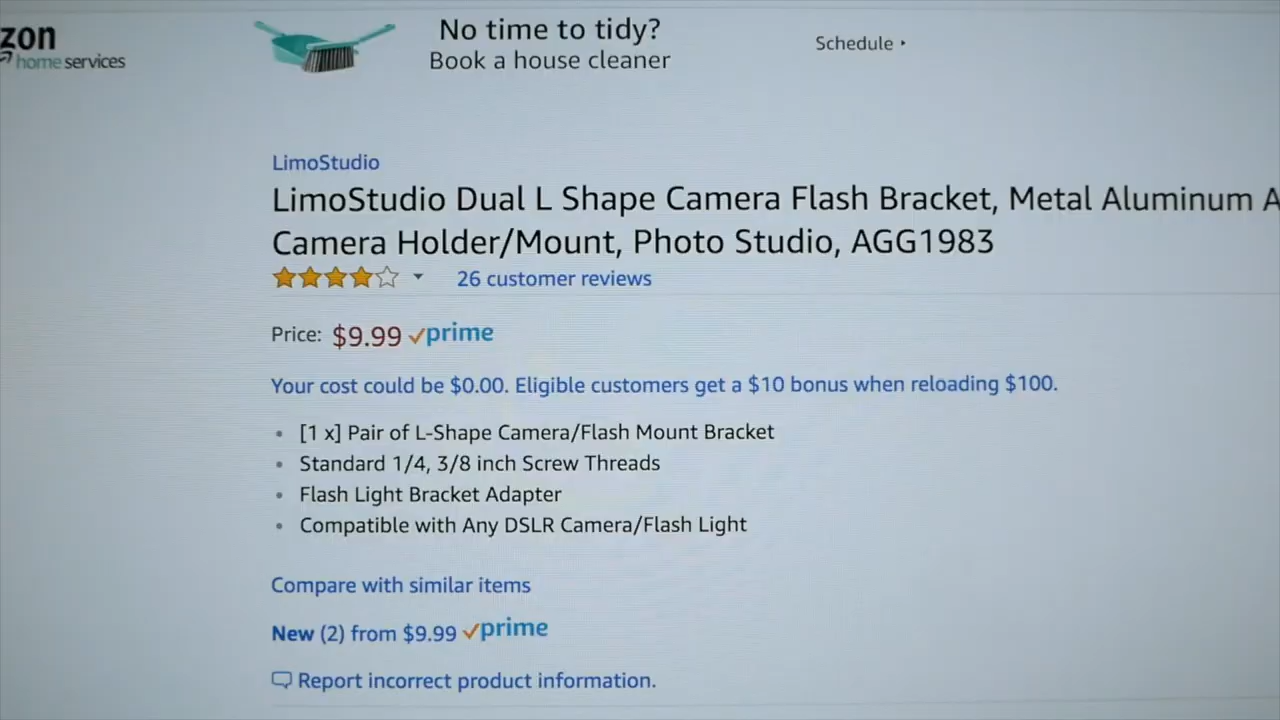 zon
home services
No time to tidy?
Book a house cleaner
Schedule
LimoStudio
LimoStudio Dual L Shape Camera Flash Bracket, Metal Aluminum A
Camera Holder/Mount, Photo Studio, AGG1983
26 customer reviews
Price: $9.99 prime
Your cost could be $0.00. Eligible customers get a $10 bonus when reloading $100.
[1 x] Pair of L-Shape Camera/Flash Mount Bracket
Standard 1/4, 3/8 inch Screw Threads
Flash Light Bracket Adapter
Compatible with Any DSLR Camera/Flash Light
Compare with similar items
New (2) from $9.99 prime
Report incorrect product information.